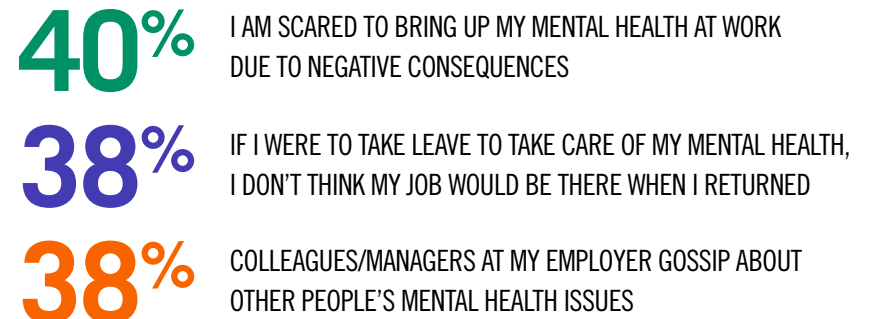 40% I AM SCARED TO BRING UP MY MENTAL HEALTH AT WORK
DUE TO NEGATIVE CONSEQUENCES
38% IF I WERE TO TAKE LEAVE TO TAKE CARE OF MY MENTAL HEALTH,
I DON'T THINK MY JOB WOULD BE THERE WHEN I RETURNED
38% COLLEAGUES/MANAGERS AT MY EMPLOYER GOSSIP ABOUT
OTHER PEOPLE'S MENTAL HEALTH ISSUES